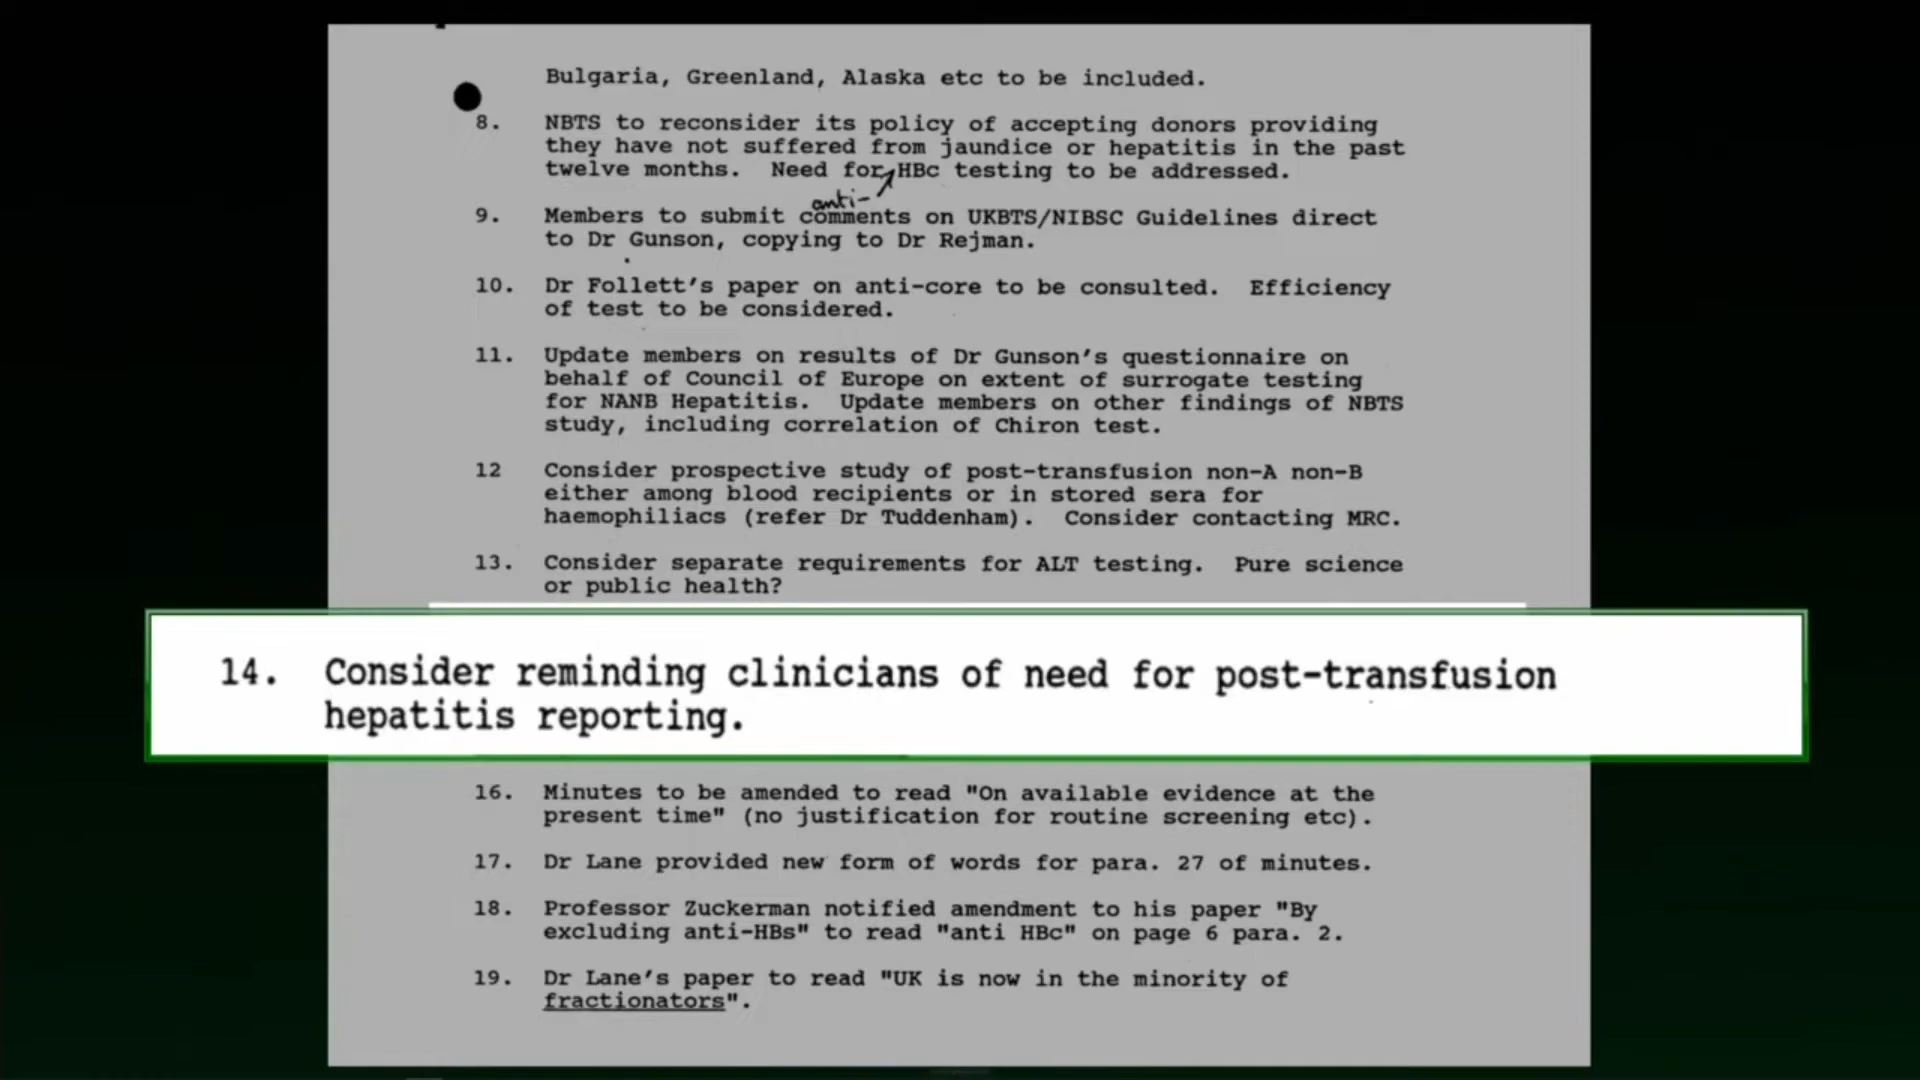 Bulgaria, Greenland, Alaska etc to be included.
8. NBTS to reconsider its policy of accepting donors providing
they have not suffered from jaundice or hepatitis in the past
twelve months. Need for HBc testing to be addressed.
anti-
9. Members to submit comments on UKBTS/NIBSC Guidelines direct
to Dr Gunson, copying to Dr Rejman.
10. Dr Follett's paper on anti-core to be consulted. Efficiency
of test to be considered.
11. Update members on results of Dr Gunson's questionnaire on
behalf of Council of Europe on extent of surrogate testing
for NANB Hepatitis. Update members on other findings of NBTS
study, including correlation of Chiron test.
12 Consider prospective study of post-transfusion non-A non-B
either among blood recipients or in stored sera for
haemophiliacs (refer Dr Tuddenham). Consider contacting MRC.
13. Consider separate requirements for ALT testing. Pure science
or public health?
14. Consider reminding clinicians of need for post-transfusion
hepatitis reporting.
16. Minutes to be amended to read "On available evidence at the
present time" (no justification for routine screening etc).
17. Dr Lane provided new form of words for para. 27 of minutes.
18. Professor Zuckerman notified amendment to his paper "By
excluding anti-HBs" to read "anti HBc" on page 6 para. 2.
19. Dr Lane's paper to read "UK is now in the minority of
fractionators".